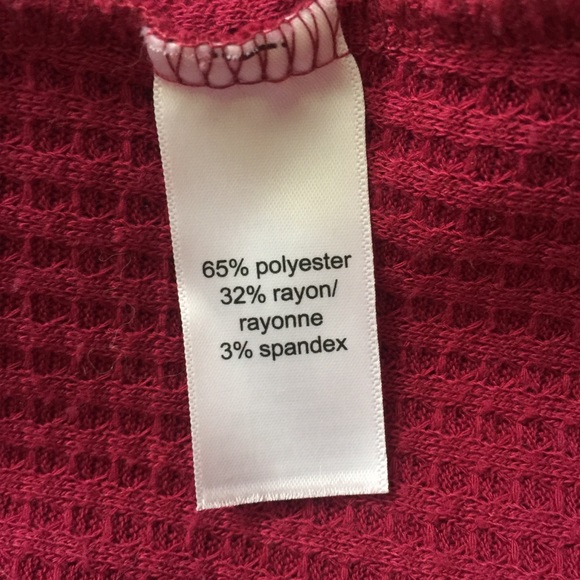 65% polyester
32% rayon/
rayonne
3% spandex